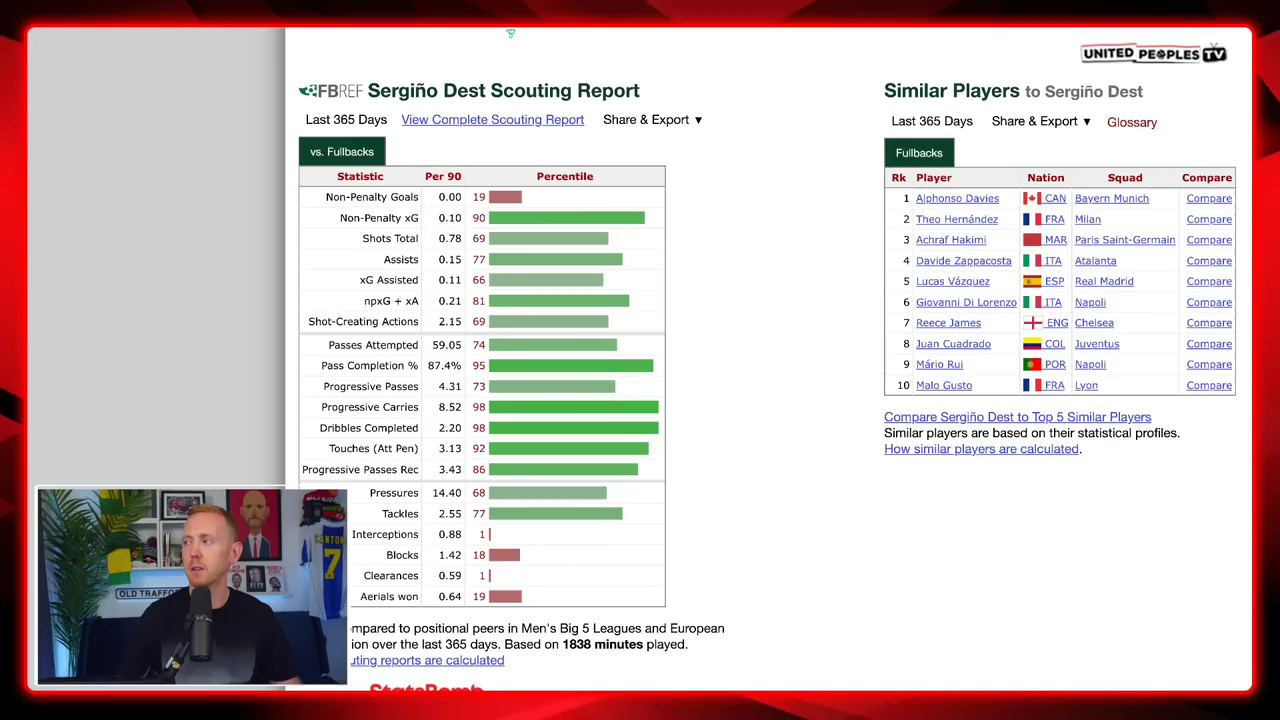 UNITED PEOPLES TV
FBREF Sergiño Dest Scouting Report
Last 365 Days View Complete Scouting Report Share & Export ▼
vs. Fullbacks
Statistic Per 90 Percentile
Non-Penalty Goals 0.00 19
Non-Penalty xG 0.10 90
Shots Total 0.78 69
Assists 0.15 77
xG Assisted 0.11 66
npxG + xA 0.21 81
Shot-Creating Actions 2.15 69
Passes Attempted 59.05 74
Pass Completion % 87.4% 95
Progressive Passes 4.31 73
Progressive Carries 8.52 98
Dribbles Completed 2.20 98
Touches (Att Pen) 3.13 92
Progressive Passes Rec 3.43 86
Pressures 14.40 68
Tackles 2.55 77
Interceptions 0.88 1
Blocks 1.42 18
Clearances 0.59 1
Aerials won 0.64 19
mpared to positional peers in Men's Big 5 Leagues and European
ion over the last 365 days. Based on 1838 minutes played.
uting reports are calculated
StatsBomb
Similar Players to Sergiño Dest
Last 365 Days Share & Export ▼ Glossary
Fullbacks
Rk Player Nation Squad Compare
1 Alphonso Davies CAN Bayern Munich Compare
2 Theo Hernández FRA Milan Compare
3 Achraf Hakimi MAR Paris Saint-Germain Compare
4 Davide Zappacosta ITA Atalanta Compare
5 Lucas Vázquez ESP Real Madrid Compare
6 Giovanni Di Lorenzo ITA Napoli Compare
7 Reece James ENG Chelsea Compare
8 Juan Cuadrado COL Juventus Compare
9 Mário Rui POR Napoli Compare
10 Malo Gusto FRA Lyon Compare
Compare Sergiño Dest to Top 5 Similar Players
Similar players are based on their statistical profiles.
How similar players are calculated.
OLD TRAFFO
CANTONA
7